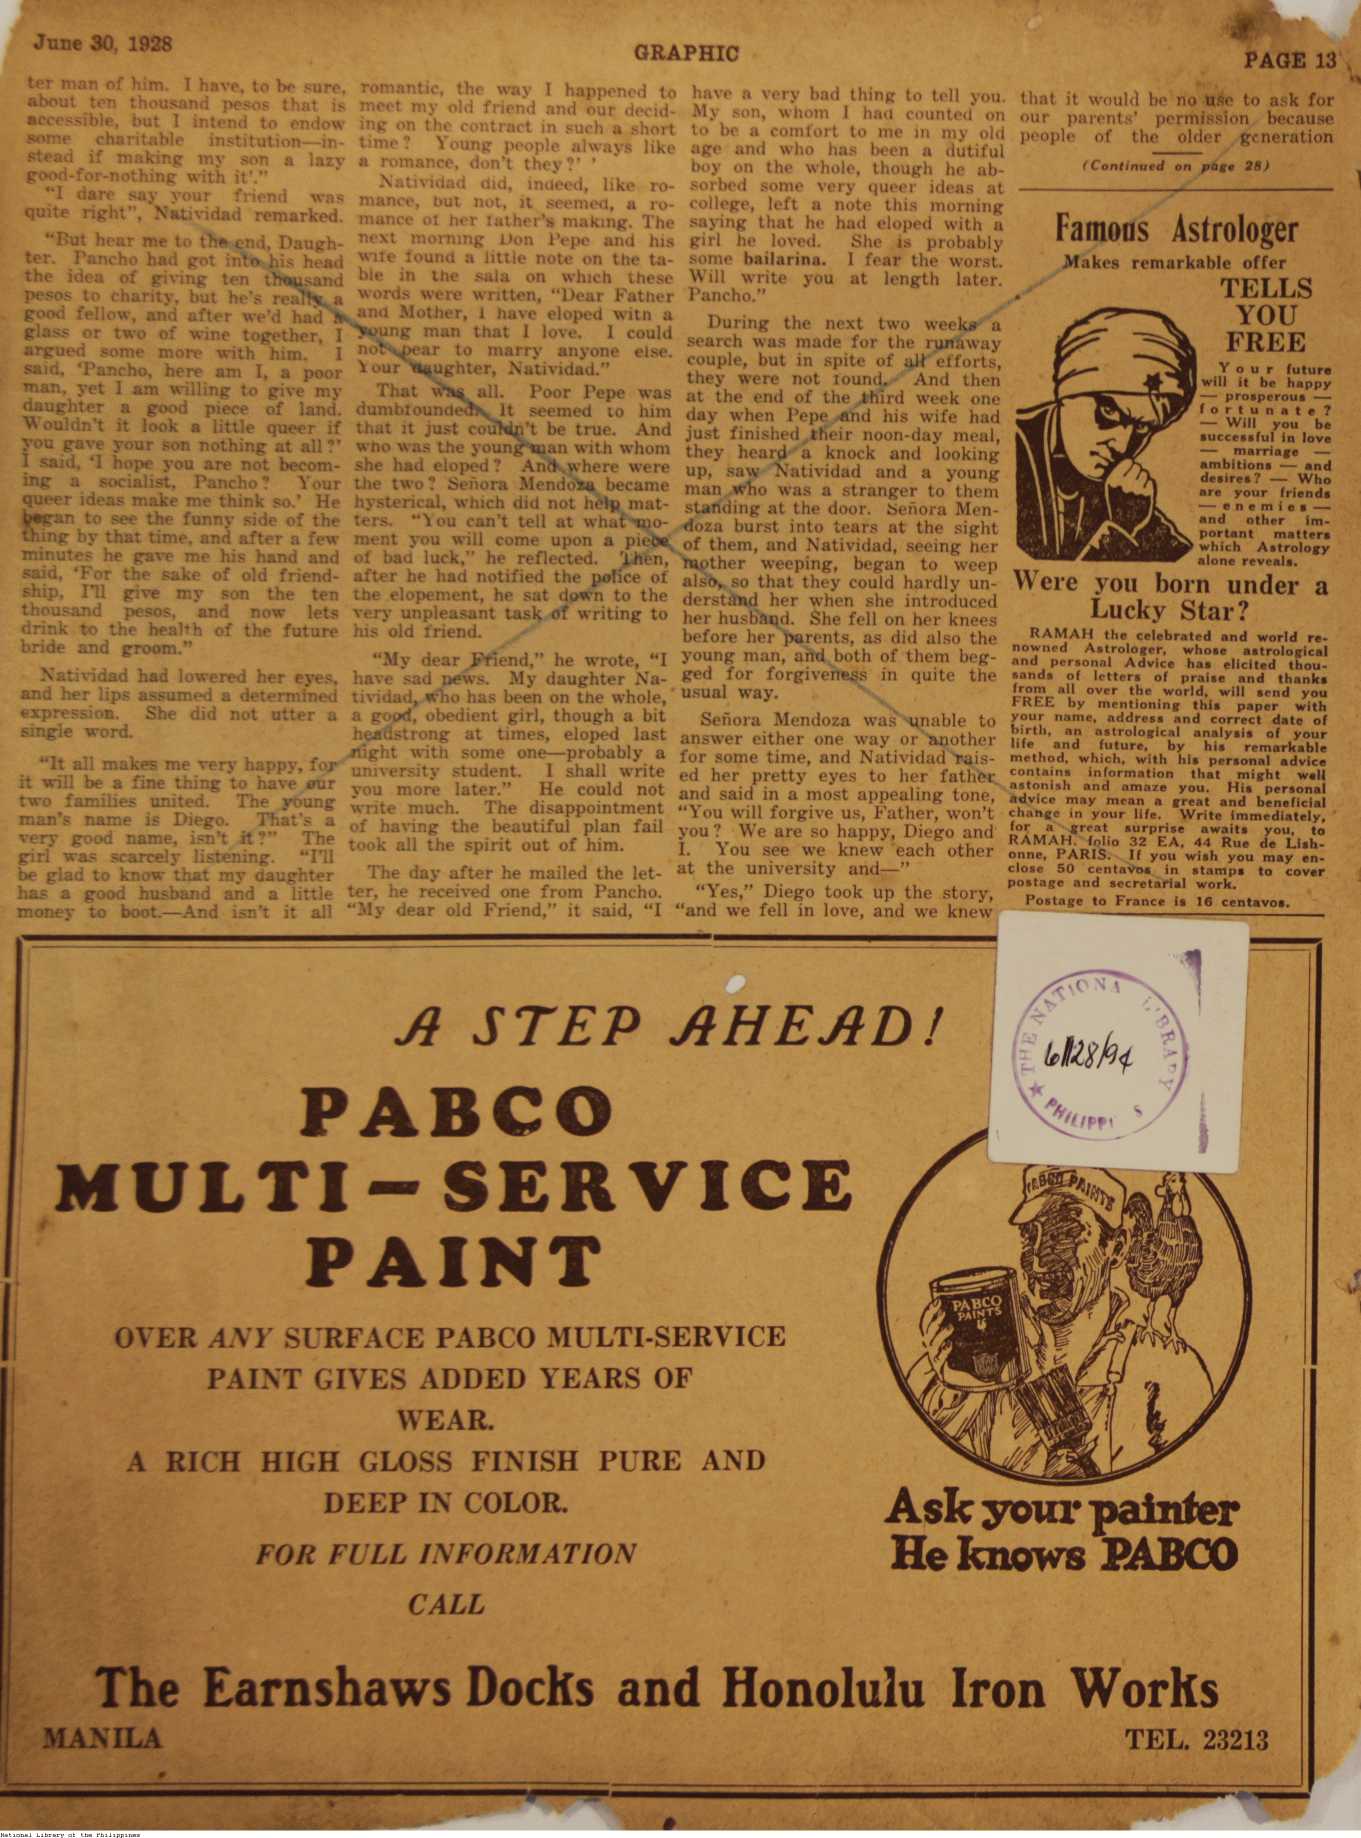 June 30, 1928
GRAPHIC
PAGE 13
ter man of him. I have, to be sure,
about ten thousand pesos that is
accessible, but I intend to endow
some charitable institution—in-
stead if making my son a lazy
good-for-nothing with it'."
"I dare say your friend was
quite right", Natividad remarked.
"But hear me to the end, Daugh-
ter. Pancho had got into his head
the idea of giving ten thousand
pesos to charity, but he's really a
good fellow, and after we'd had a
glass or two of wine together, I
argued some more with him. I
said, 'Pancho, here am I, a poor
man, yet I am willing to give my
daughter a good piece of land.
Wouldn't it look a little queer if
you gave your son nothing at all?'
I said, 'I hope you are not becom-
ing a socialist, Pancho? Your
queer ideas make me think so.' He
began to see the funny side of the
thing by that time, and after a few
minutes he gave me his hand and
said, 'For the sake of old friend-
ship, I'll give my son the ten
thousand pesos, and now lets
drink to the health of the future
bride and groom."
Natividad had lowered her eyes,
and her lips assumed a determined
expression. She did not utter a
single word.
"It all makes me very happy, for
it will be a fine thing to have our
two families united. The young
man's name is Diego. That's a
very good name, isn't it?" The
girl was scarcely listening. "I'll
be glad to know that my daughter
has a good husband and a little
money to boot.—And isn't it all
romantic, the way I happened to
meet my old friend and our decid-
ing on the contract in such a short
time? Young people always like
a romance, don't they?' '
Natividad did, indeed, like ro-
mance, but not, it seemed, a ro-
mance of her father's making. The
next morning Don Pepe and his
wife found a little note on the ta-
ble in the sala on which these
words were written, "Dear Father
and Mother, I have eloped with a
young man that I love. I could
not bear to marry anyone else.
Your daughter, Natividad."
That was all. Poor Pepe was
dumbfounded. It seemed to him
that it just couldn't be true. And
who was the young man with whom
she had eloped? And where were
the two? Señora Mendoza became
hysterical, which did not help mat-
ters. "You can't tell at what mo-
ment you will come upon a piece
of bad luck," he reflected. Then,
after he had notified the police of
the elopement, he sat down to the
very unpleasant task of writing to
his old friend.
"My dear Friend," he wrote, "I
have sad news. My daughter Na-
tividad, who has been on the whole,
a good, obedient girl, though a bit
headstrong at times, eloped last
night with some one—probably a
university student. I shall write
you more later." He could not
write much. The disappointment
of having the beautiful plan fail
took all the spirit out of him.
The day after he mailed the let-
ter, he received one from Pancho.
"My dear old Friend," it said, "I
have a very bad thing to tell you.
My son, whom I had counted on
to be a comfort to me in my old
age and who has been a dutiful
boy on the whole, though he ab-
sorbed some very queer ideas at
college, left a note this morning
saying that he had eloped with a
girl he loved. She is probably
some bailarina. I fear the worst.
Will write you at length later.
Pancho."
During the next two weeks a
search was made for the runaway
couple, but in spite of all efforts,
they were not found. And then
at the end of the third week one
day when Pepe and his wife had
just finished their noon-day meal,
they heard a knock and looking
up, saw Natividad and a young
man who was a stranger to them
standing at the door. Señora Men-
doza burst into tears at the sight
of them, and Natividad, seeing her
mother weeping, began to weep
also, so that they could hardly un-
derstand her when she introduced
her husband. She fell on her knees
before her parents, as did also the
young man, and both of them beg-
ged for forgiveness in quite the
usual way.
Señora Mendoza was unable to
answer either one way or another
for some time, and Natividad rais-
ed her pretty eyes to her father
and said in a most appealing tone,
"You will forgive us, Father, won't
you? We are so happy, Diego and
I. You see we knew each other
at the university and—"
"Yes," Diego took up the story,
"and we fell in love, and we knew
that it would be no use to ask for
our parents' permission because
people of the older generation
(Continued on page 28)
Famous Astrologer
Makes remarkable offer
TELLS
YOU
FREE
Your future
will it be happy
— prosperous —
fortunate?
— Will you be
successful in love
— marriage —
ambitions — and
desires? — Who
are your friends
— enemies —
and other im-
portant matters
which Astrology
alone reveals.
Were you born under a
Lucky Star?
RAMAH the celebrated and world re-
nowned Astrologer, whose astrological
and personal Advice has elicited thou-
sands of letters of praise and thanks
from all over the world, will send you
FREE by mentioning this paper with
your name, address and correct date of
birth, an astrological analysis of your
life and future, by his remarkable
method, which, with his personal advice
contains information that might well
astonish and amaze you. His personal
advice may mean a great and beneficial
change in your life. Write immediately,
for a great surprise awaits you, to
RAMAH. folio 32 EA, 44 Rue de Lisb-
onne, PARIS. If you wish you may en-
close 50 centavos in stamps to cover
postage and secretarial work.
Postage to France is 16 centavos.
THE NATIONA LIBRARY
6/28/94
PHILIPPI S
A STEP AHEAD!
PABCO
MULTI-SERVICE
PAINT
OVER ANY SURFACE PABCO MULTI-SERVICE
PAINT GIVES ADDED YEARS OF
WEAR.
A RICH HIGH GLOSS FINISH PURE AND
DEEP IN COLOR.
FOR FULL INFORMATION
CALL
PABCO PAINTS
PABCO
PAINTS
Ask your painter
He knows PABCO
The Earnshaws Docks and Honolulu Iron Works
MANILA
TEL. 23213
National Library of the Philippines